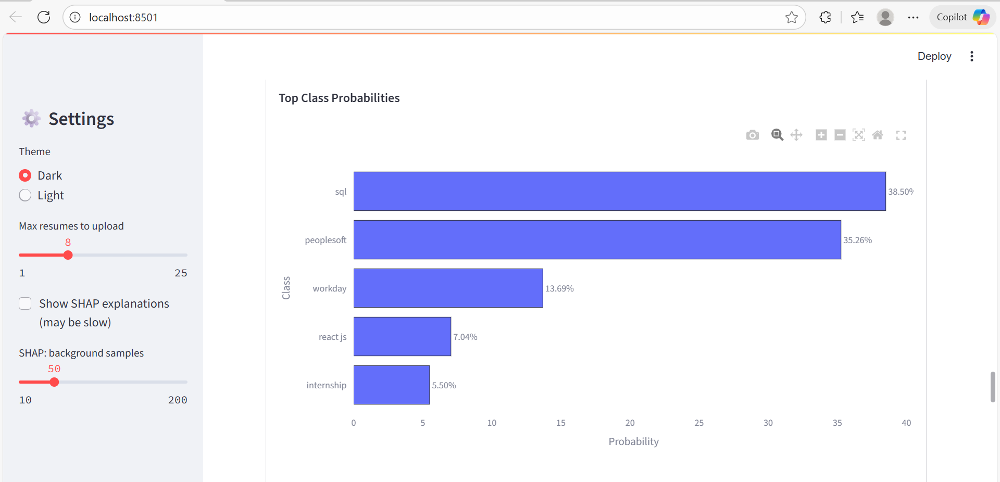 localhost:8501
Copilot
Deploy
Settings
Theme
Dark
Light
Max resumes to upload
8
1 25
Show SHAP explanations
(may be slow)
SHAP: background samples
50
10 200
Top Class Probabilities
sql 38.50%
peoplesoft 35.26%
workday 13.69%
react js 7.04%
internship 5.50%
Class
0 5 10 15 20 25 30 35 40
Probability